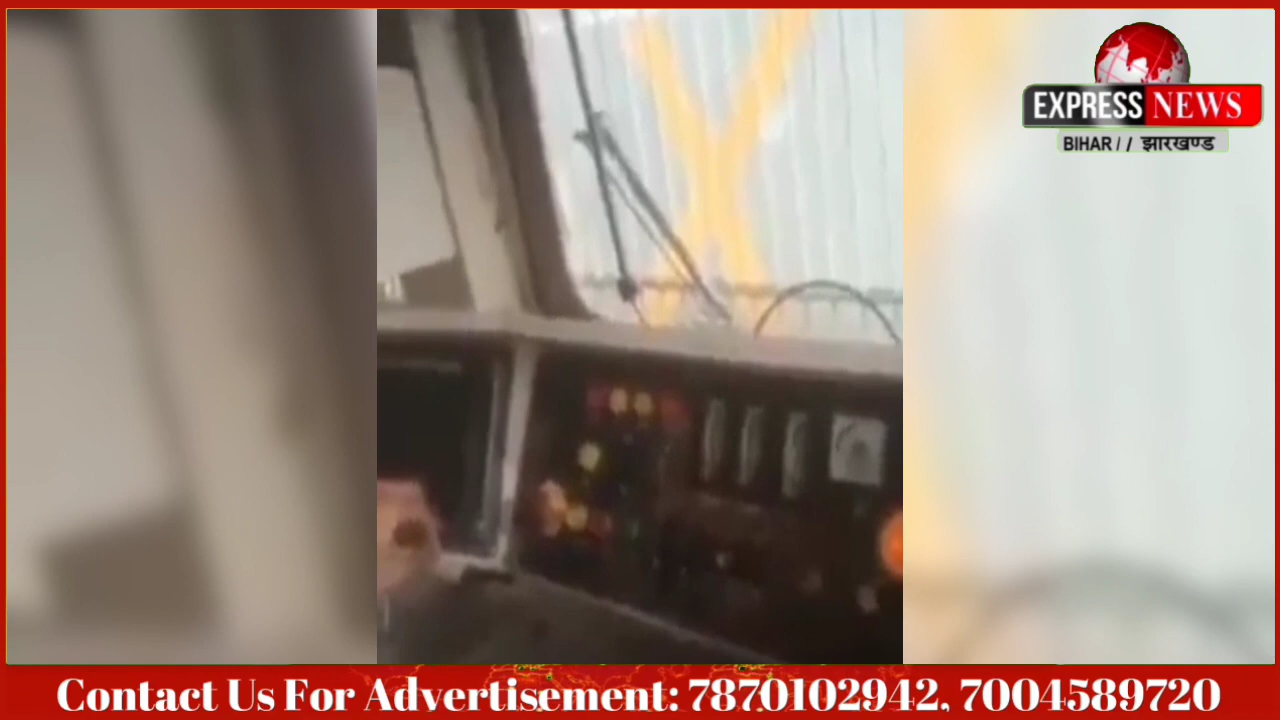 EXPRESS NEWS
BIHAR// झारखण्ड
Contact Us For Advertisement: 7870102942, 7004589720